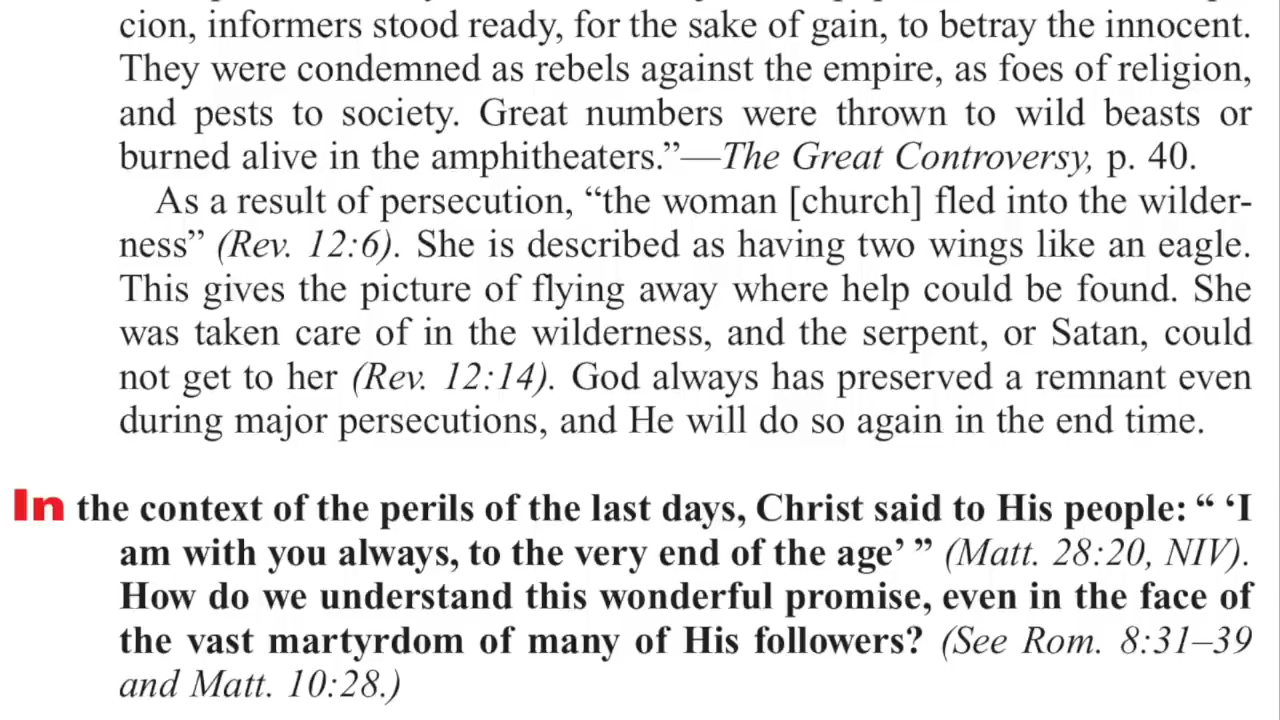 cion, informers stood ready, for the sake of gain, to betray the innocent.
They were condemned as rebels against the empire, as foes of religion,
and pests to society. Great numbers were thrown to wild beasts or
burned alive in the amphitheaters.”—The Great Controversy, p. 40.
As a result of persecution, “the woman [church] fled into the wilder-
ness” (Rev. 12:6). She is described as having two wings like an eagle.
This gives the picture of flying away where help could be found. She
was taken care of in the wilderness, and the serpent, or Satan, could
not get to her (Rev. 12:14). God always has preserved a remnant even
during major persecutions, and He will do so again in the end time.
In the context of the perils of the last days, Christ said to His people: “ ‘I
am with you always, to the very end of the age’ ” (Matt. 28:20, NIV).
How do we understand this wonderful promise, even in the face of
the vast martyrdom of many of His followers? (See Rom. 8:31–39
and Matt. 10:28.)